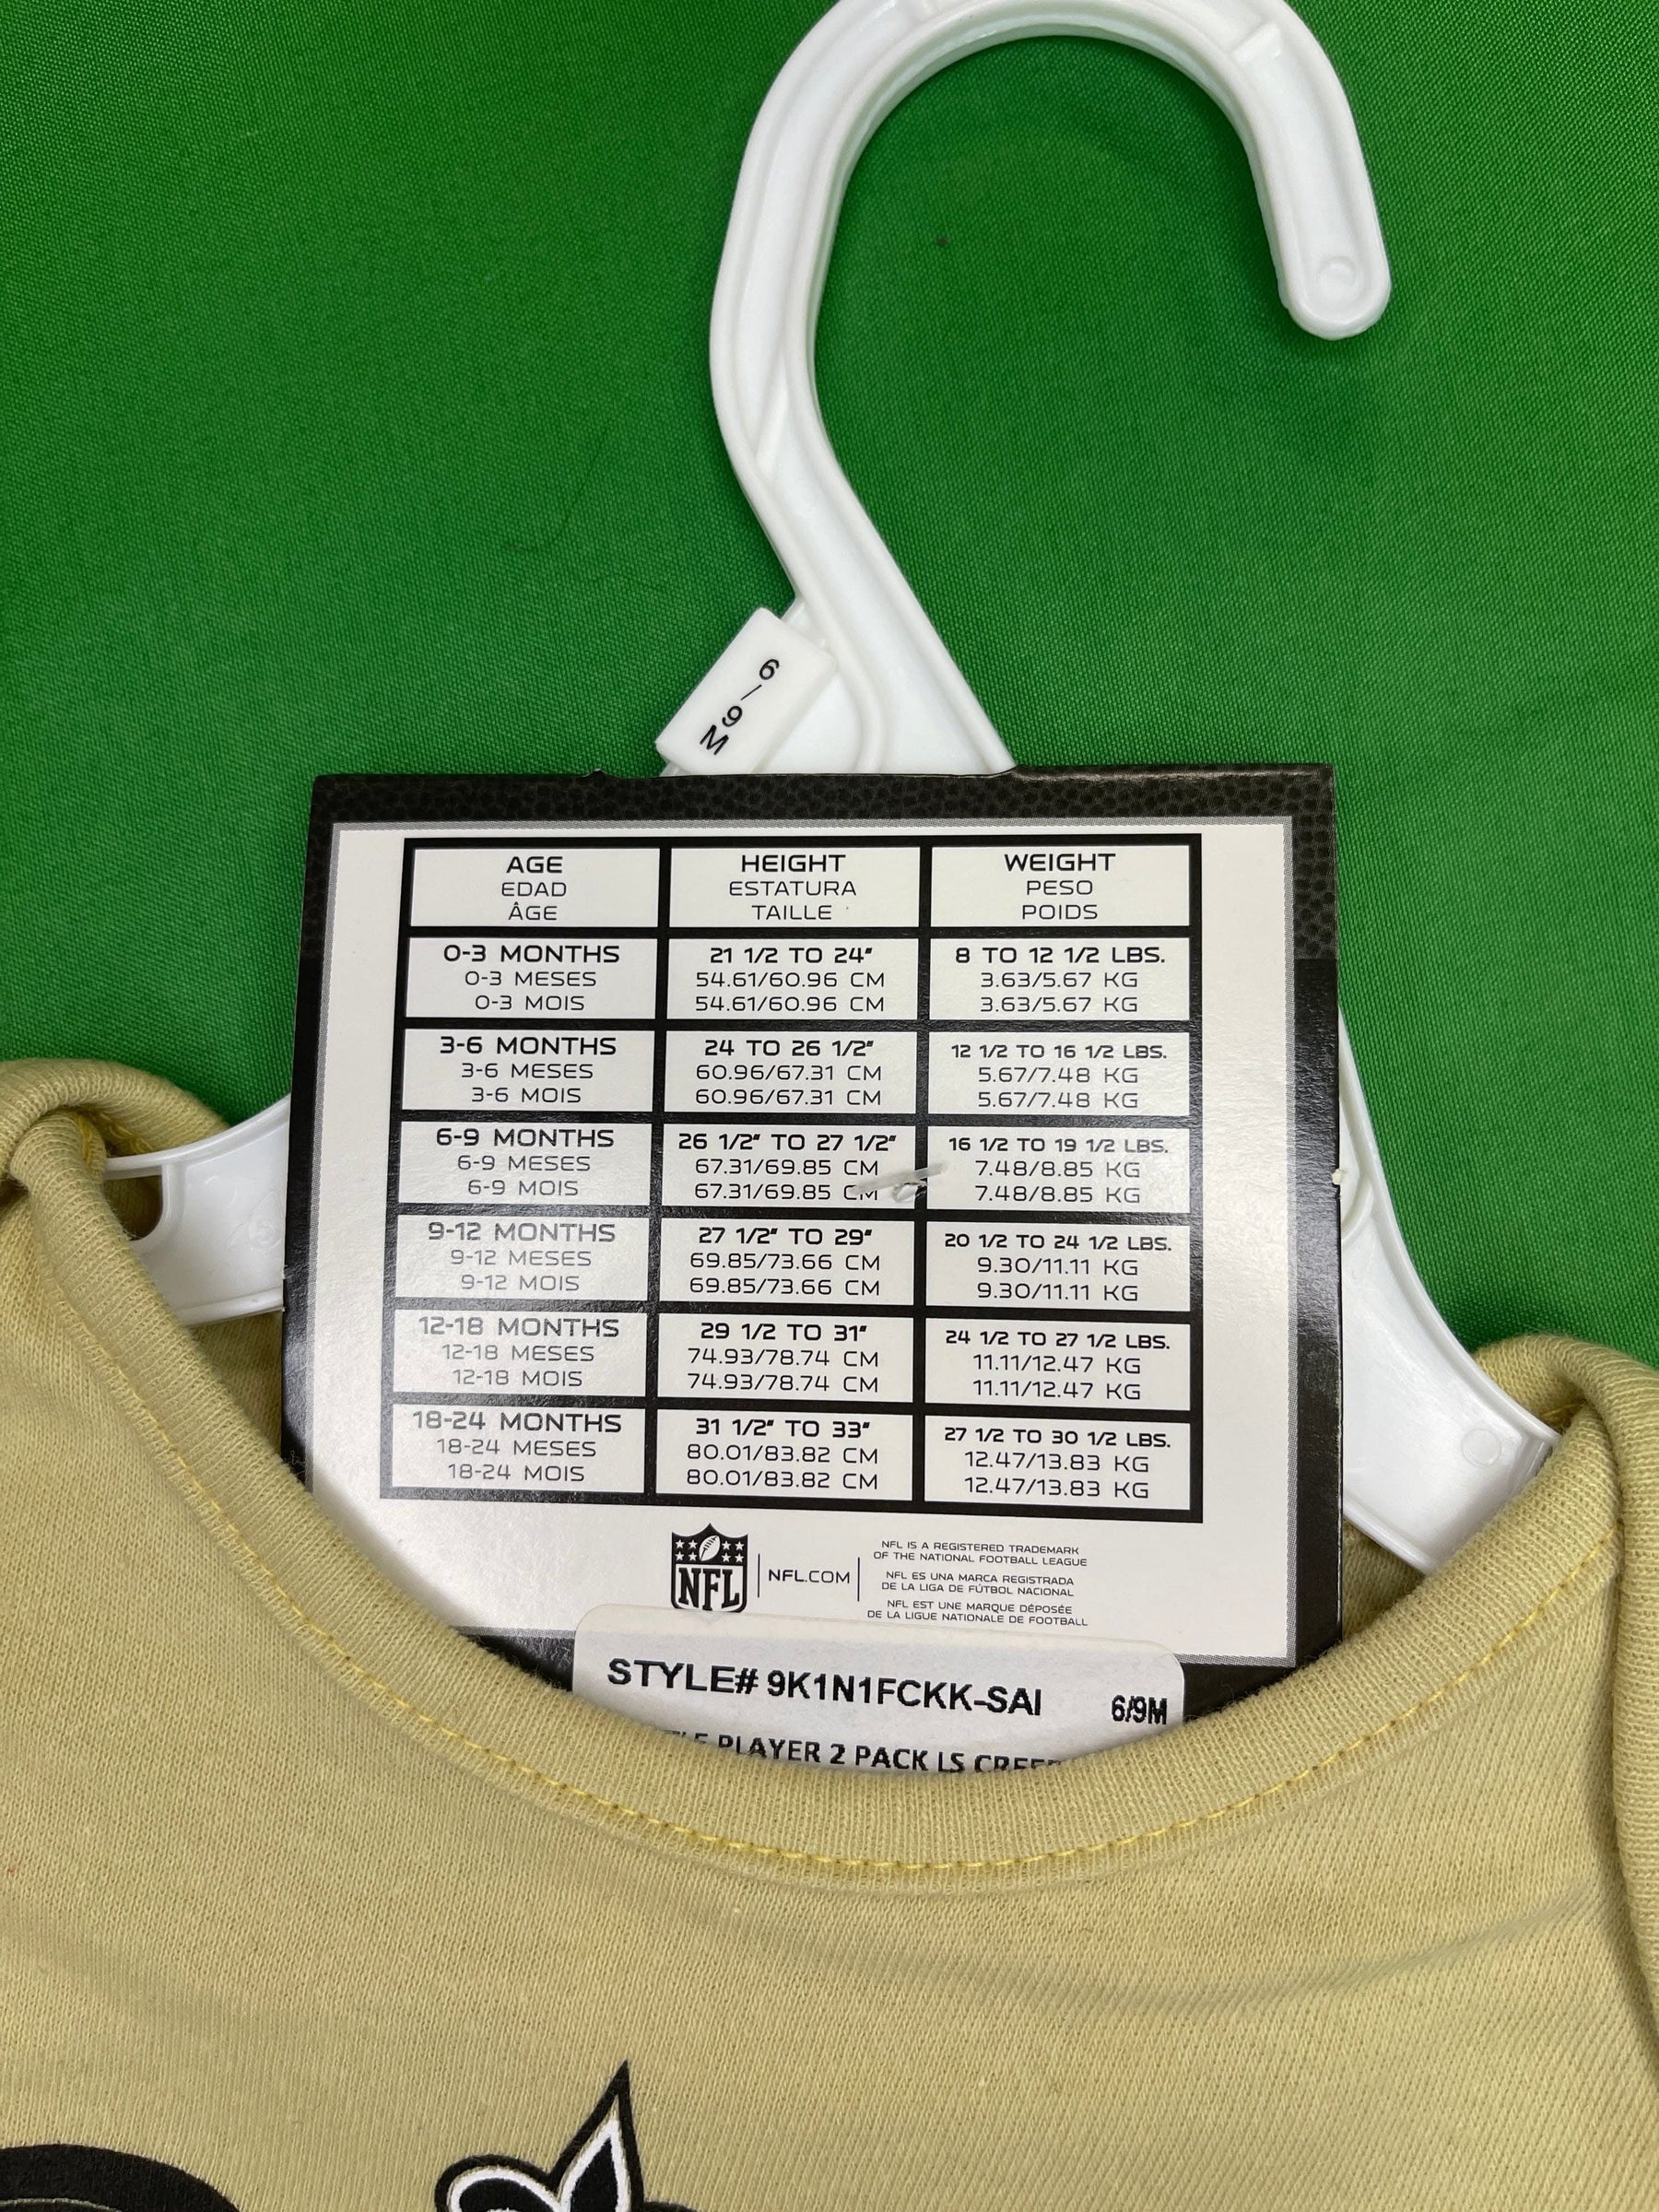 6/9M
AGE
EDAD
ÂGE
HEIGHT
ESTATURA
TAILLE
WEIGHT
PESO
POIDS
0-3 MONTHS
0-3 MESES
0-3 MOIS
21 1/2 TO 24"
54.61/60.96 CM
54.61/60.96 CM
8 TO 12 1/2 LBS.
3.63/5.67 KG
3.63/5.67 KG
3-6 MONTHS
3-6 MESES
3-6 MOIS
24 TO 26 1/2"
60.96/67.31 CM
60.96/67.31 CM
12 1/2 TO 16 1/2 LBS.
5.67/7.48 KG
5.67/7.48 KG
6-9 MONTHS
6-9 MESES
6-9 MOIS
26 1/2" TO 27 1/2"
67.31/69.85 CM
67.31/69.85 CM
16 1/2 TO 19 1/2 LBS.
7.48/8.85 KG
7.48/8.85 KG
9-12 MONTHS
9-12 MESES
9-12 MOIS
27 1/2" TO 29"
69.85/73.66 CM
69.85/73.66 CM
20 1/2 TO 24 1/2 LBS.
9.30/11.11 KG
9.30/11.11 KG
12-18 MONTHS
12-18 MESES
12-18 MOIS
29 1/2 TO 31"
74.93/78.74 CM
74.93/78.74 CM
24 1/2 TO 27 1/2 LBS.
11.11/12.47 KG
11.11/12.47 KG
18-24 MONTHS
18-24 MESES
18-24 MOIS
31 1/2" TO 33"
80.01/83.82 CM
80.01/83.82 CM
27 1/2 TO 30 1/2 LBS.
12.47/13.83 KG
12.47/13.83 KG
NFL
NFL.COM
NFL IS A REGISTERED TRADEMARK
OF THE NATIONAL FOOTBALL LEAGUE
NFL ES UNA MARCA REGISTRADA
DE LA LIGA DE FÚTBOL NACIONAL
NFL EST UNE MARQUE DÉPOSÉE
DE LA LIGUE NATIONALE DE FOOTBALL
STYLE# 9K1N1FCKK-SAI 6/9M
PLAYER 2 PACK LS